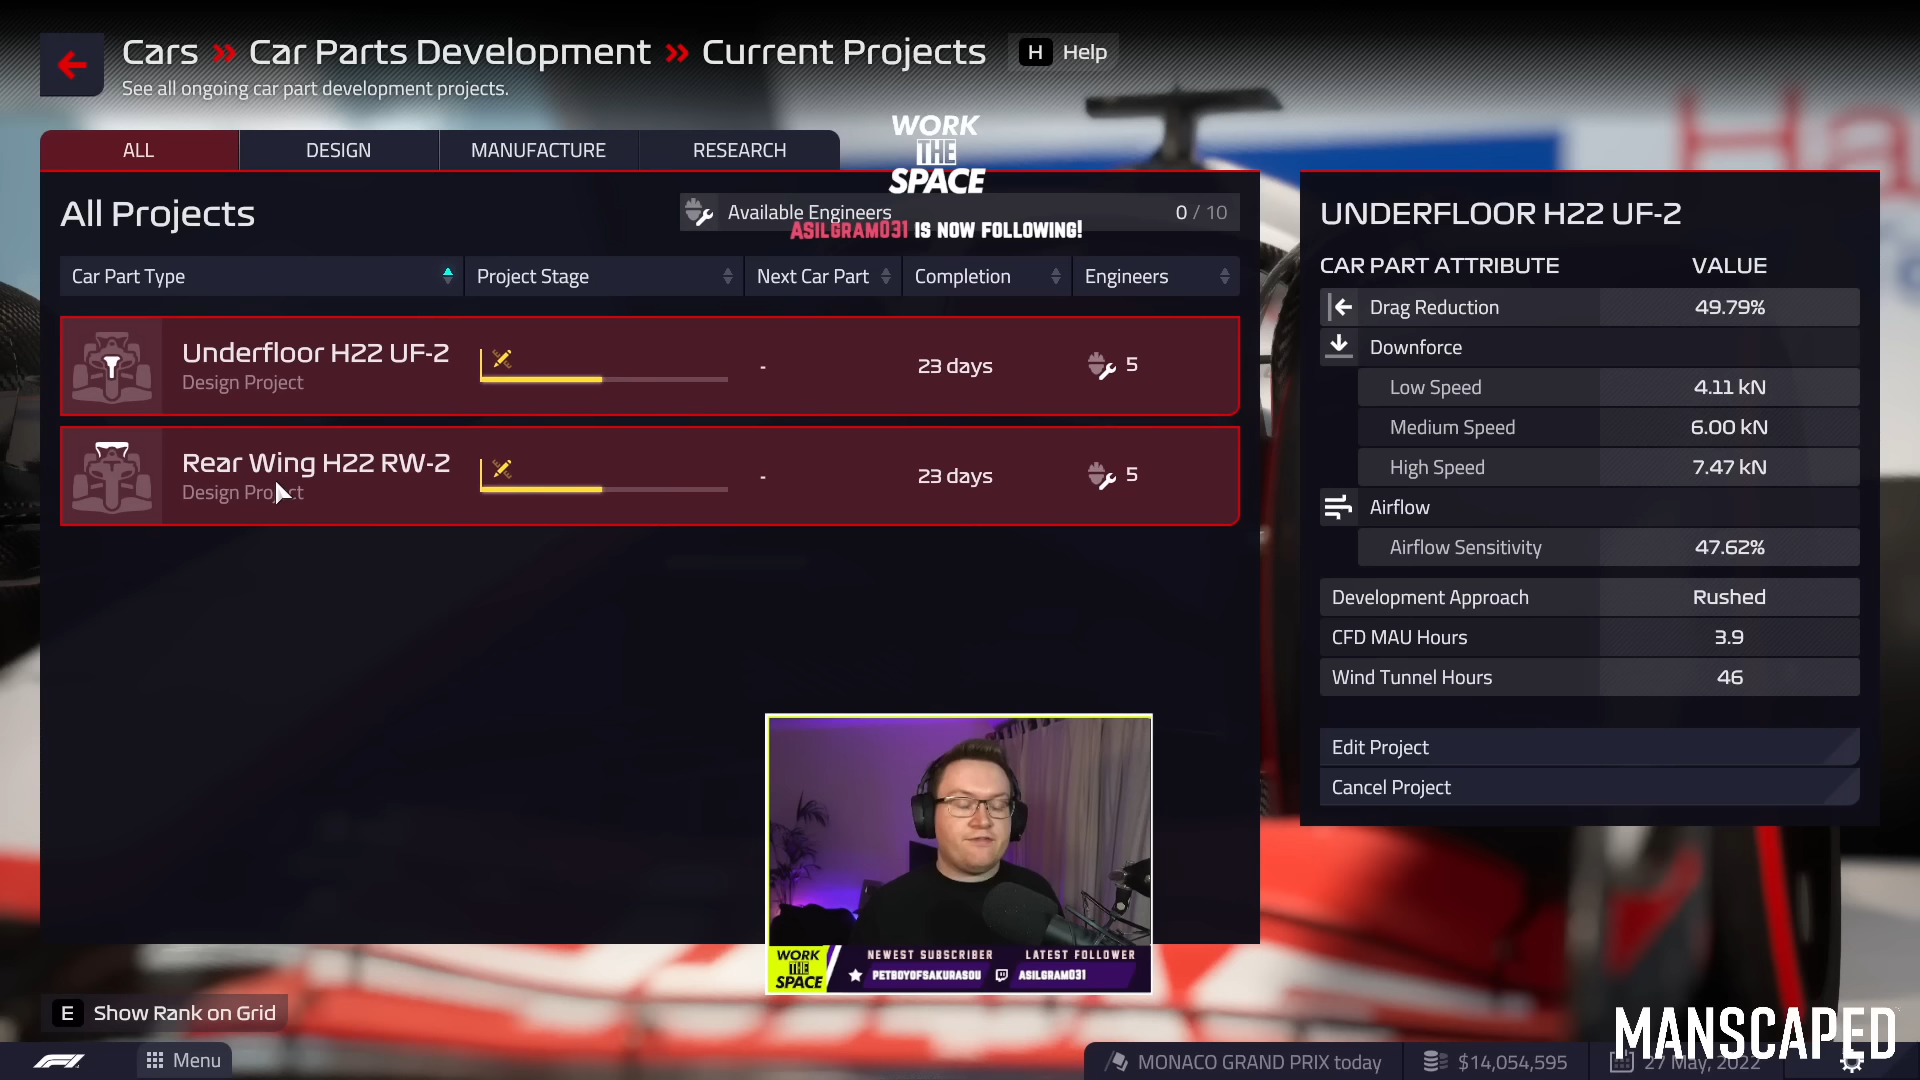 Cars » Car Parts Development » Current Projects H Help
See all ongoing car part development projects.
ALL DESIGN MANUFACTURE RESEARCH
WORK
THE
SPACE
All Projects
Available Engineers 0 / 10
ASILGRAM031 IS NOW FOLLOWING!
Car Part Type Project Stage Next Car Part Completion Engineers
Underfloor H22 UF-2
Design Project
- 23 days 5
Rear Wing H22 RW-2
Design Project
- 23 days 5
UNDERFLOOR H22 UF-2
CAR PART ATTRIBUTE VALUE
Drag Reduction 49.79%
Downforce
Low Speed 4.11 kN
Medium Speed 6.00 kN
High Speed 7.47 kN
Airflow
Airflow Sensitivity 47.62%
Development Approach Rushed
CFD MAU Hours 3.9
Wind Tunnel Hours 46
Edit Project
Cancel Project
WORK
THE
SPACE
NEWEST SUBSCRIBER LATEST FOLLOWER
PETBOYOFSAKURASOU ASILGRAM031
E Show Rank on Grid
MANSCAPED
F1 Menu
MONACO GRAND PRIX today $14,054,595 27 May, 2022